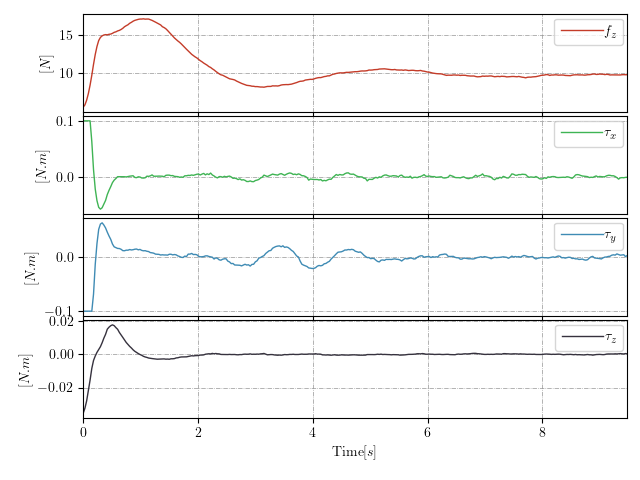 [N]
15
10
f_z
[N.m]
0.1
0.0
τ_x
[N.m]
0.0
−0.1
τ_y
[N.m]
0.02
0.00
−0.02
τ_z
0 2 4 6 8
Time[s]